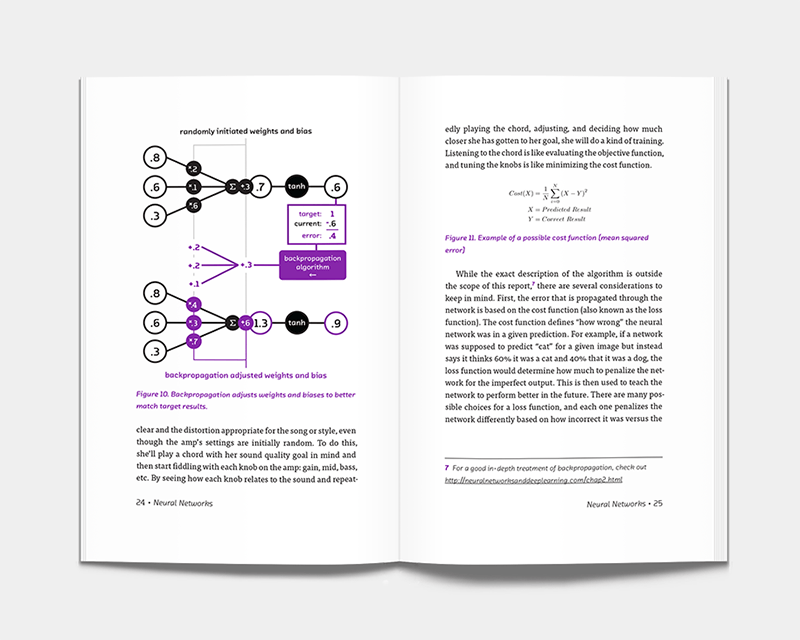 randomly initiated weights and bias
.8
.6
.3
*.2
*.1
*.6
Σ
*.3
.7
tanh
.6
target: 1
current: -.6
error: .4
+.2
+.2
+.1
+.3
backpropagation
algorithm
←
.8
.6
.3
*.4
*.3
*.7
Σ
+.6
1.3
tanh
.9
backpropagation adjusted weights and bias
Figure 10. Backpropagation adjusts weights and biases to better
match target results.
clear and the distortion appropriate for the song or style, even
though the amp's settings are initially random. To do this,
she'll play a chord with her sound quality goal in mind and
then start fiddling with each knob on the amp: gain, mid, bass,
etc. By seeing how each knob relates to the sound and repeat-
24 • Neural Networks
edly playing the chord, adjusting, and deciding how much
closer she has gotten to her goal, she will do a kind of training.
Listening to the chord is like evaluating the objective function,
and tuning the knobs is like minimizing the cost function.
Cost(X) = 1/X Σ (X − Y)²
X = Predicted Result
Y = Coerect Result
Figure 11. Example of a possible cost function [mean squared
error]
While the exact description of the algorithm is outside
the scope of this report,7 there are several considerations to
keep in mind. First, the error that is propagated through the
network is based on the cost function (also known as the loss
function). The cost function defines "how wrong" the neural
network was in a given prediction. For example, if a network
was supposed to predict "cat" for a given image but instead
says it thinks 60% it was a cat and 40% that it was a dog, the
loss function would determine how much to penalize the net-
work for the imperfect output. This is then used to teach the
network to perform better in the future. There are many pos-
sible choices for a loss function, and each one penalizes the
network differently based on how incorrect it was versus the
7 For a good in-depth treatment of backpropagation, check out
http://neuralnetworksanddeeplearning.com/chap2.html
Neural Networks • 25